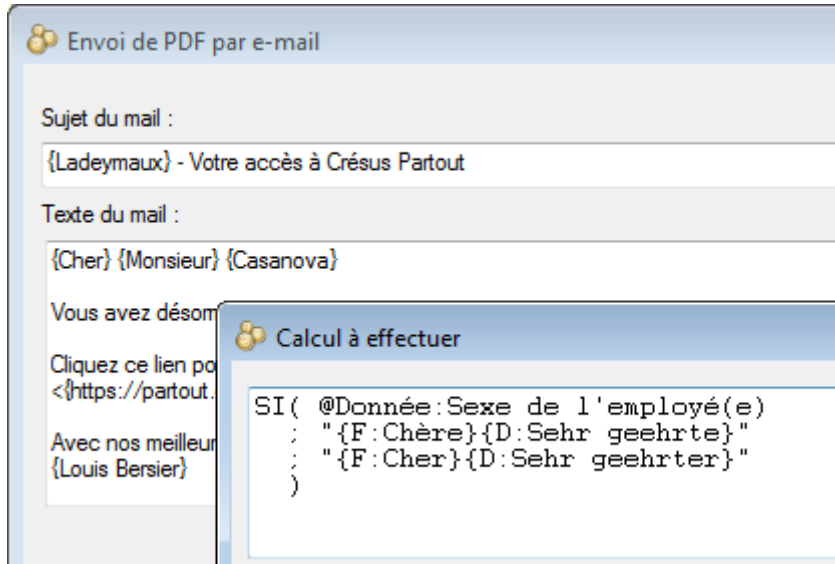 Envoi de PDF par e-mail
Sujet du mail :
{Ladeymaux} - Votre accès à Crésus Partout
Texte du mail :
{Cher} {Monsieur} {Casanova}
Vous avez désom
Cliquez ce lien po
<{https://partout.
Avec nos meilleur
{Louis Bersier}
Calcul à effectuer
SI( @Donnée:Sexe de l'employé(e)
; "{F:Chère}{D:Sehr geehrte}"
; "{F:Cher}{D:Sehr geehrter}"
)